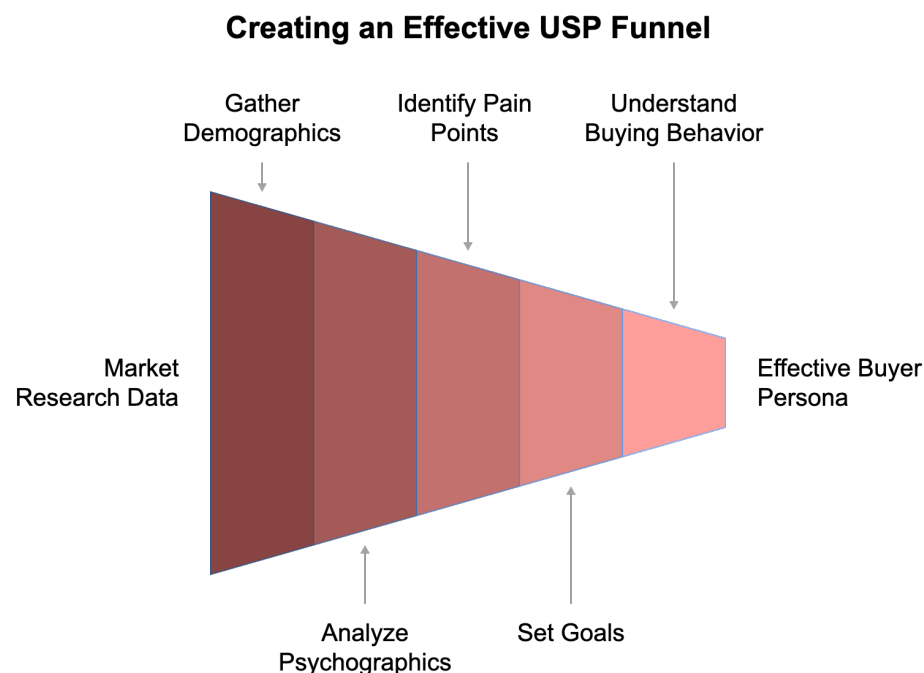 Creating an Effective USP Funnel
Gather
Demographics
Identify Pain
Points
Understand
Buying Behavior
Market
Research Data
Effective Buyer
Persona
Analyze
Psychographics
Set Goals